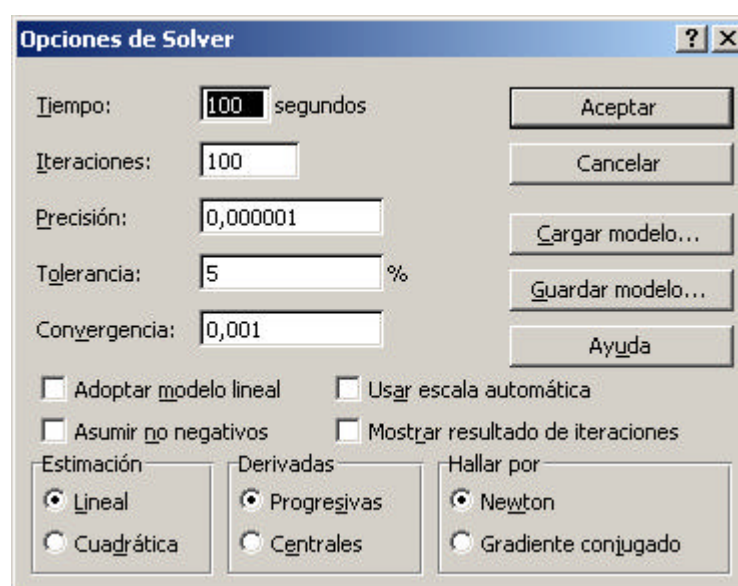 Opciones de Solver
Tiempo: 100 segundos
Aceptar
Iteraciones: 100
Cancelar
Precisión: 0,000001
Cargar modelo...
Tolerancia: 5 %
Guardar modelo...
Convergencia: 0,001
Ayuda
Adoptar modelo lineal
Usar escala automática
Asumir no negativos
Mostrar resultado de iteraciones
Estimación
Lineal
Cuadrática
Derivadas
Progresivas
Centrales
Hallar por
Newton
Gradiente conjugado